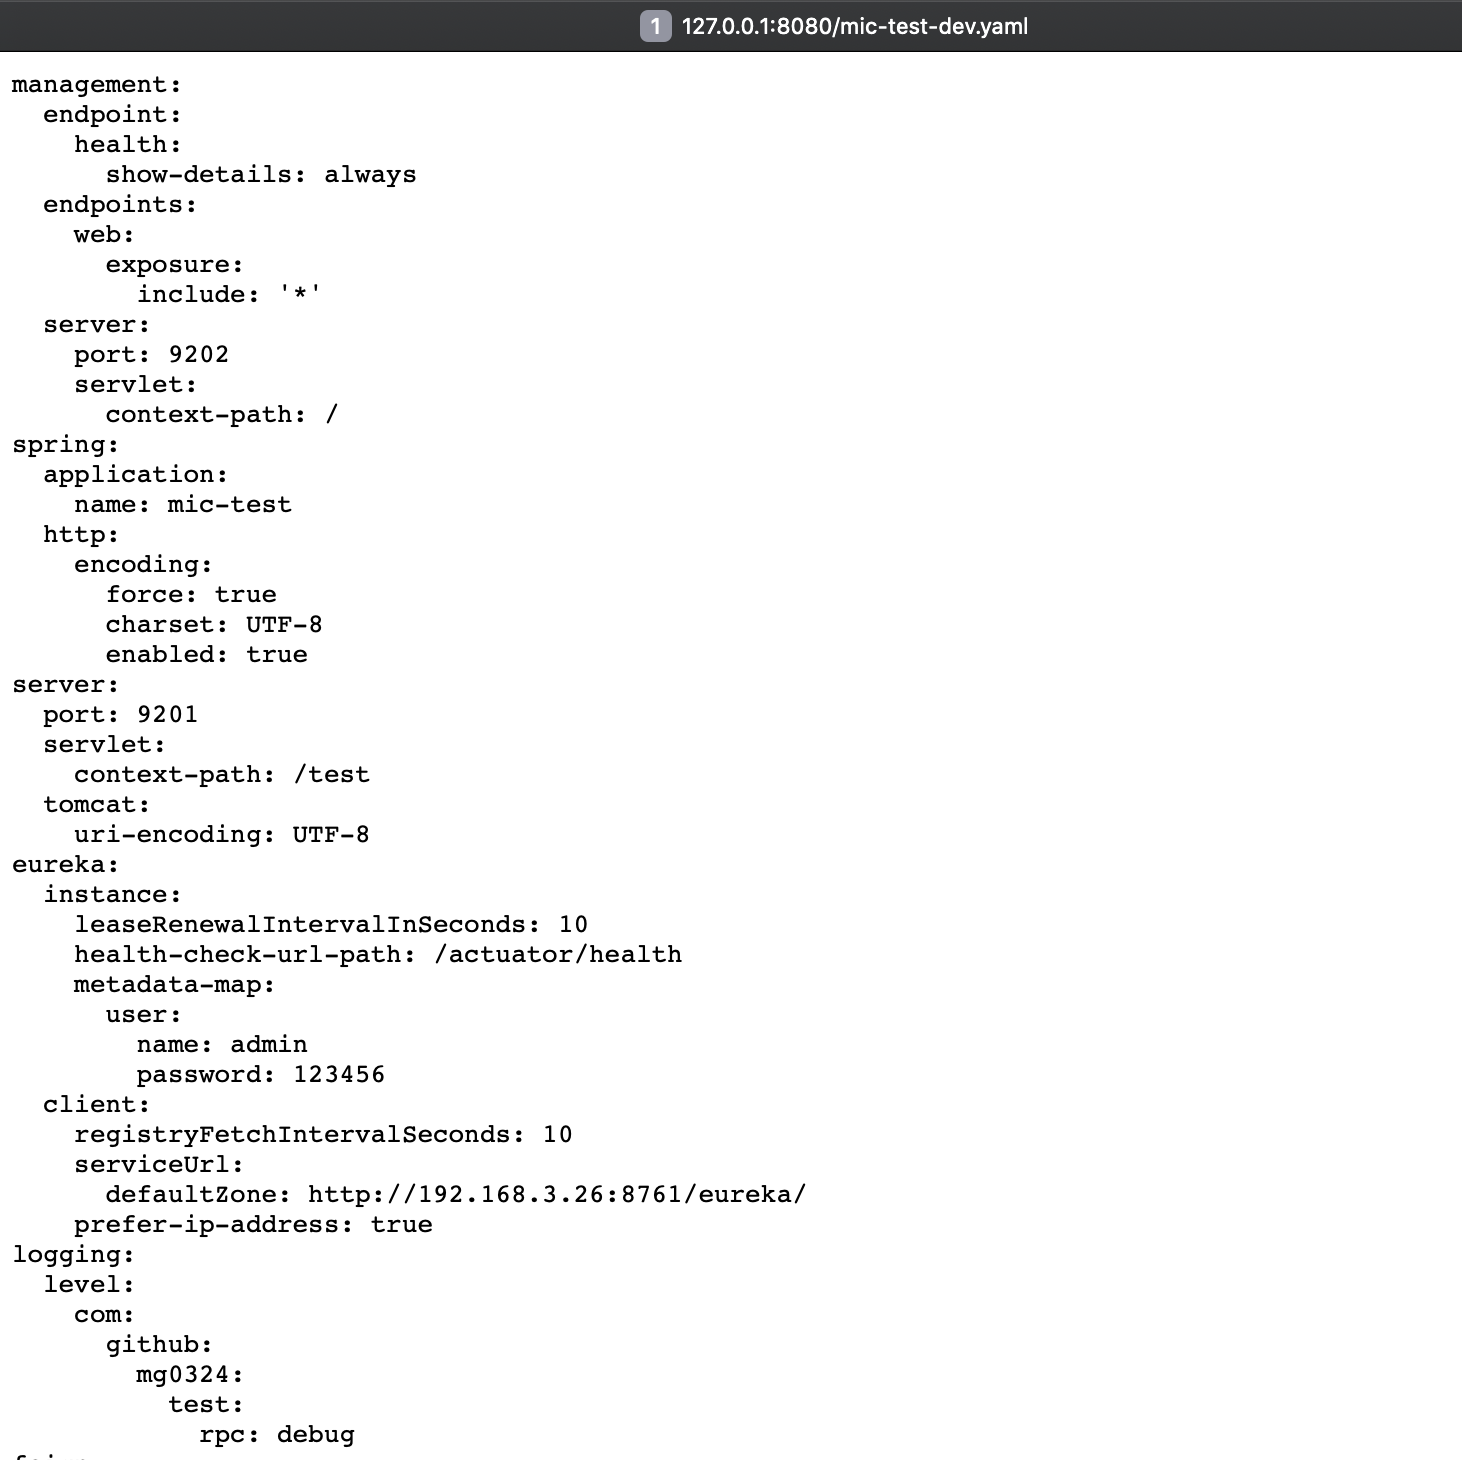 1 127.0.0.1:8080/mic-test-dev.yaml
management:
  endpoint:
    health:
      show-details: always
  endpoints:
    web:
      exposure:
        include: '*'
  server:
    port: 9202
    servlet:
      context-path: /
spring:
  application:
    name: mic-test
  http:
    encoding:
      force: true
      charset: UTF-8
      enabled: true
server:
  port: 9201
  servlet:
    context-path: /test
  tomcat:
    uri-encoding: UTF-8
eureka:
  instance:
    leaseRenewalIntervalInSeconds: 10
    health-check-url-path: /actuator/health
    metadata-map:
      user:
        name: admin
        password: 123456
  client:
    registryFetchIntervalSeconds: 10
    serviceUrl:
      defaultZone: http://192.168.3.26:8761/eureka/
    prefer-ip-address: true
logging:
  level:
    com:
      github:
        mg0324:
          test:
            rpc: debug